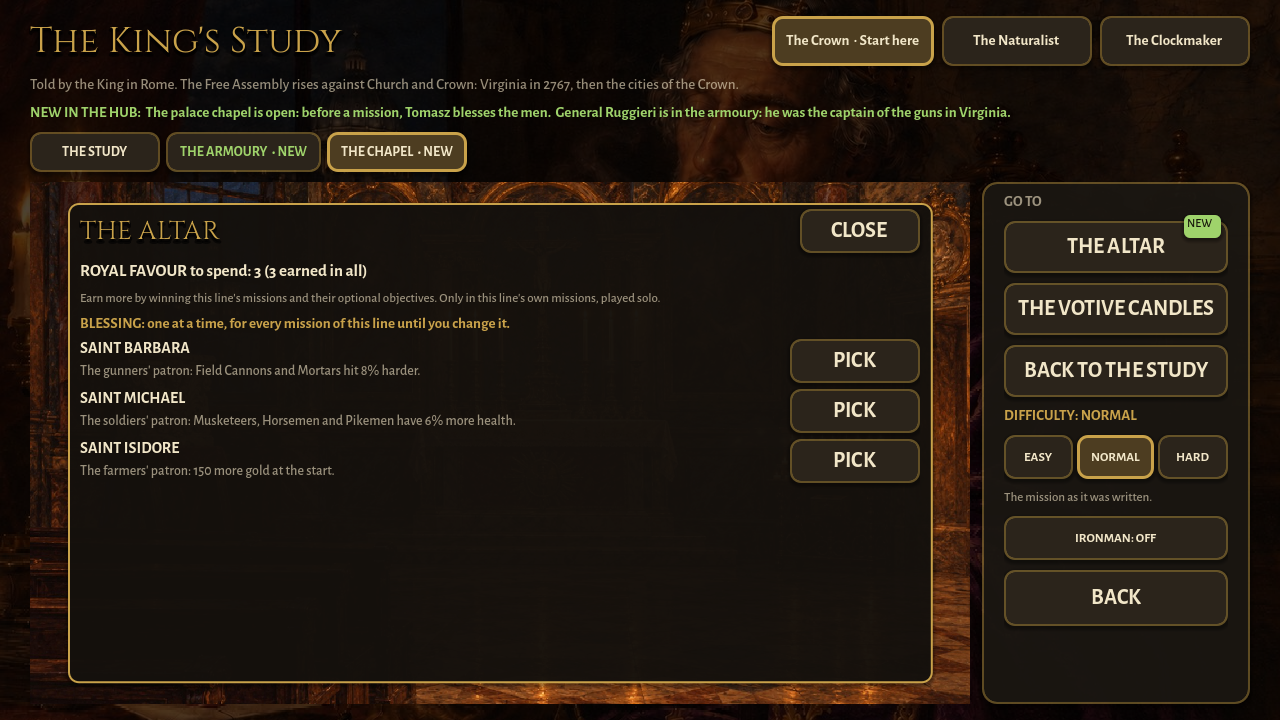 THE KING'S STUDY
The Crown · Start here
The Naturalist
The Clockmaker
Told by the King in Rome. The Free Assembly rises against Church and Crown: Virginia in 2767, then the cities of the Crown.
NEW IN THE HUB: The palace chapel is open: before a mission, Tomasz blesses the men. General Ruggieri is in the armoury: he was the captain of the guns in Virginia.
THE STUDY
THE ARMOURY · NEW
THE CHAPEL · NEW
THE ALTAR
CLOSE
ROYAL FAVOUR to spend: 3 (3 earned in all)
Earn more by winning this line's missions and their optional objectives. Only in this line's own missions, played solo.
BLESSING: one at a time, for every mission of this line until you change it.
SAINT BARBARA
The gunners' patron: Field Cannons and Mortars hit 8% harder.
PICK
SAINT MICHAEL
The soldiers' patron: Musketeers, Horsemen and Pikemen have 6% more health.
PICK
SAINT ISIDORE
The farmers' patron: 150 more gold at the start.
PICK
GO TO
NEW
THE ALTAR
THE VOTIVE CANDLES
BACK TO THE STUDY
DIFFICULTY: NORMAL
EASY
NORMAL
HARD
The mission as it was written.
IRONMAN: OFF
BACK